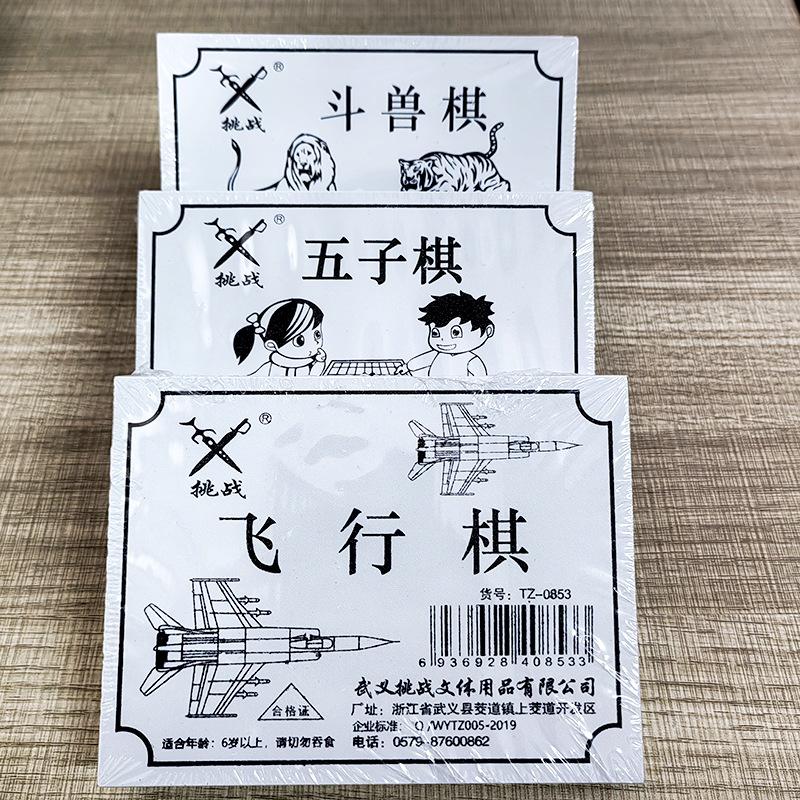 ®
挑战
斗兽棋
®
挑战
五子棋
®
挑战
飞行棋
货号：TZ-0853
6 936928 408533
合格证
武义挑战文体用品有限公司
厂址：浙江省武义县茭道镇上茭道开发区
企业标准：Q/WYTZ005-2019
适合年龄：6岁以上，请切勿吞食
电话：0579-87600862